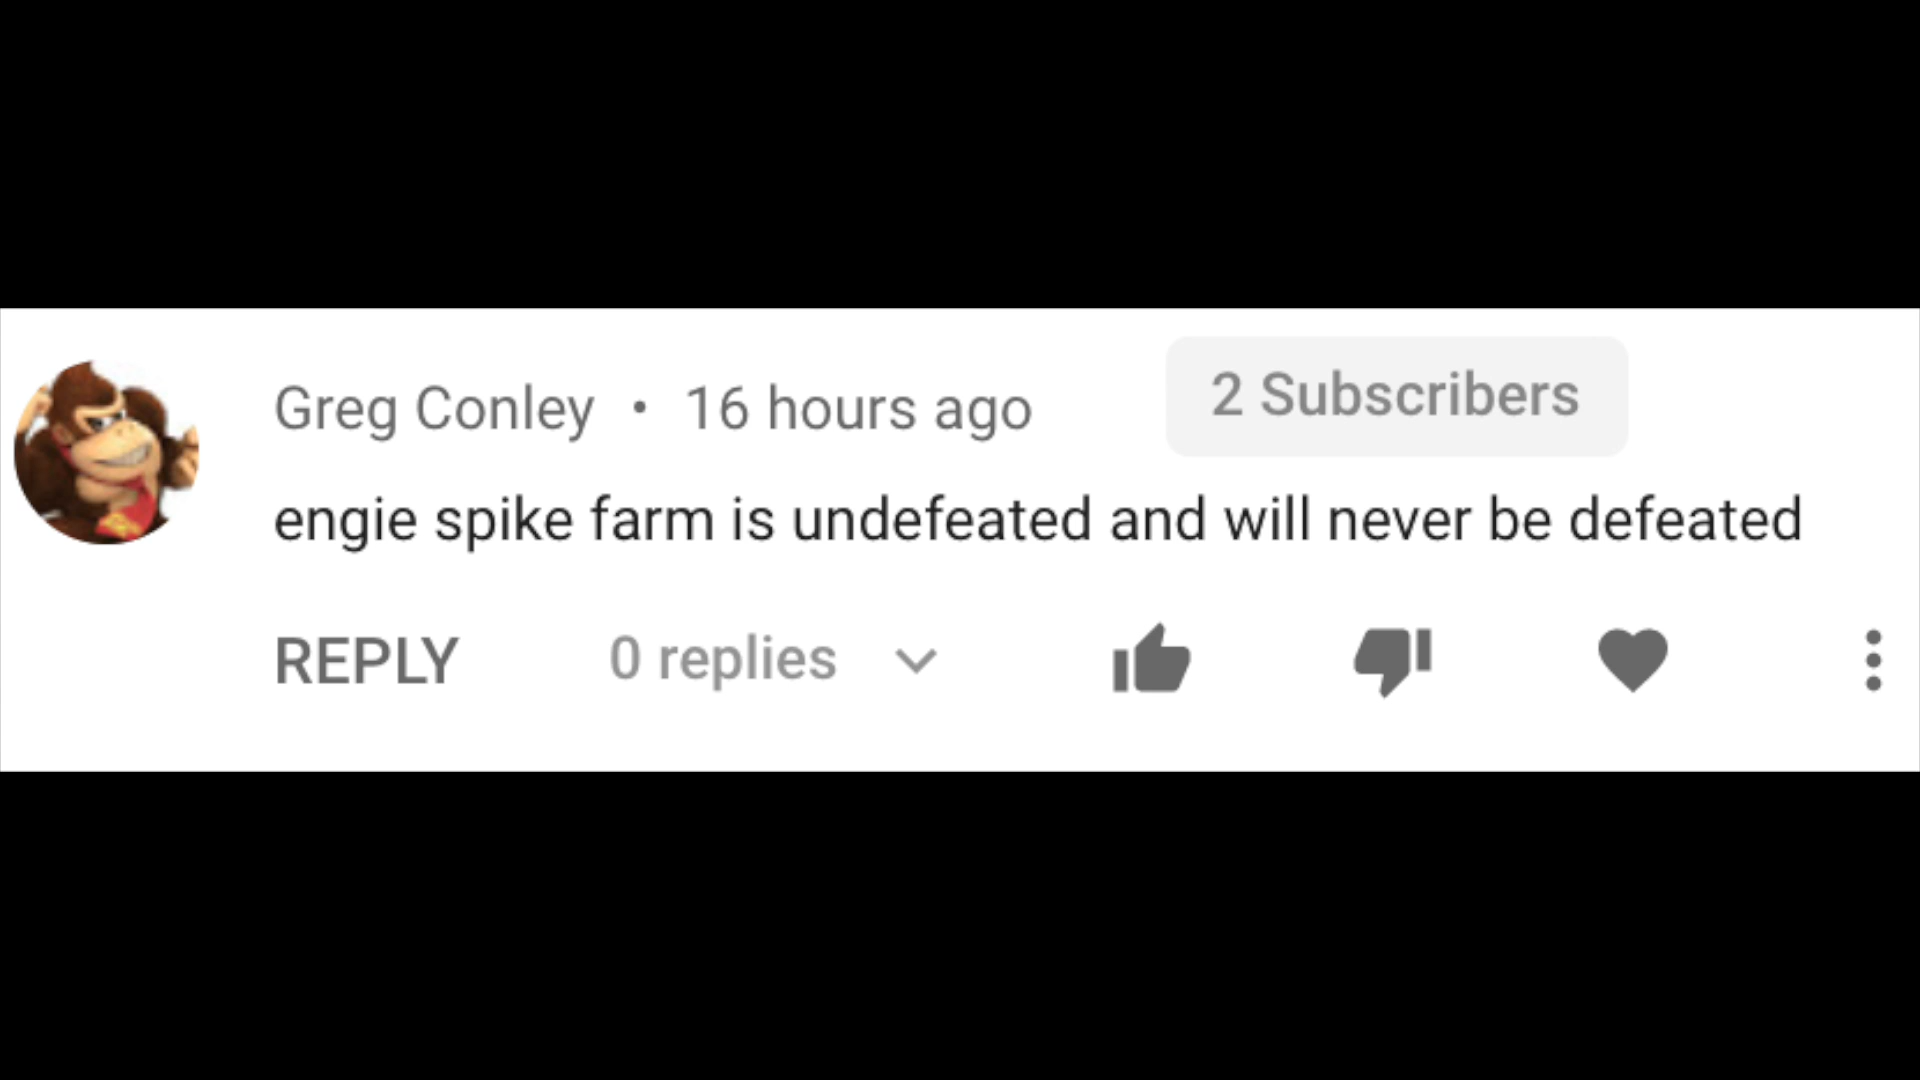 Greg Conley • 16 hours ago 2 Subscribers
engie spike farm is undefeated and will never be defeated
REPLY 0 replies